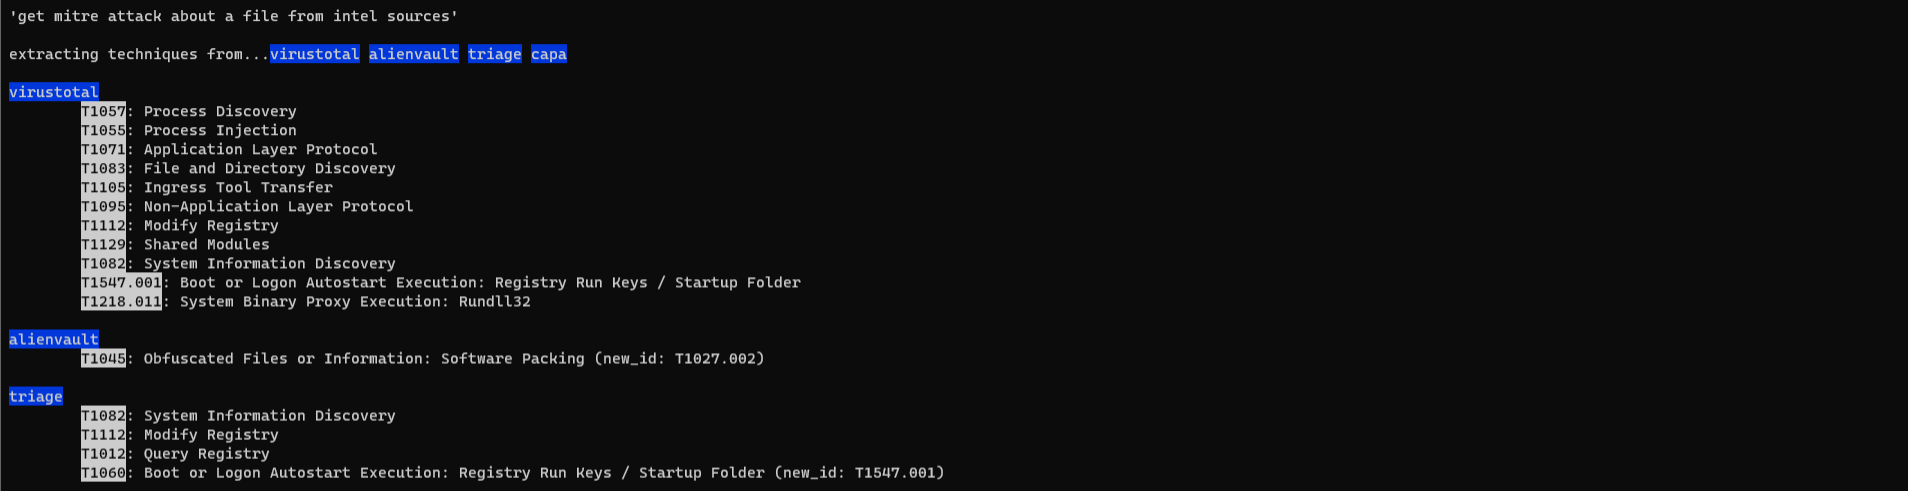 'get mitre attack about a file from intel sources'
extracting techniques from...virustotal alienvault triage capa
virustotal
T1057: Process Discovery
T1055: Process Injection
T1071: Application Layer Protocol
T1083: File and Directory Discovery
T1105: Ingress Tool Transfer
T1095: Non-Application Layer Protocol
T1112: Modify Registry
T1129: Shared Modules
T1082: System Information Discovery
T1547.001: Boot or Logon Autostart Execution: Registry Run Keys / Startup Folder
T1218.011: System Binary Proxy Execution: Rundll32
alienvault
T1045: Obfuscated Files or Information: Software Packing (new_id: T1027.002)
triage
T1082: System Information Discovery
T1112: Modify Registry
T1012: Query Registry
T1060: Boot or Logon Autostart Execution: Registry Run Keys / Startup Folder (new_id: T1547.001)